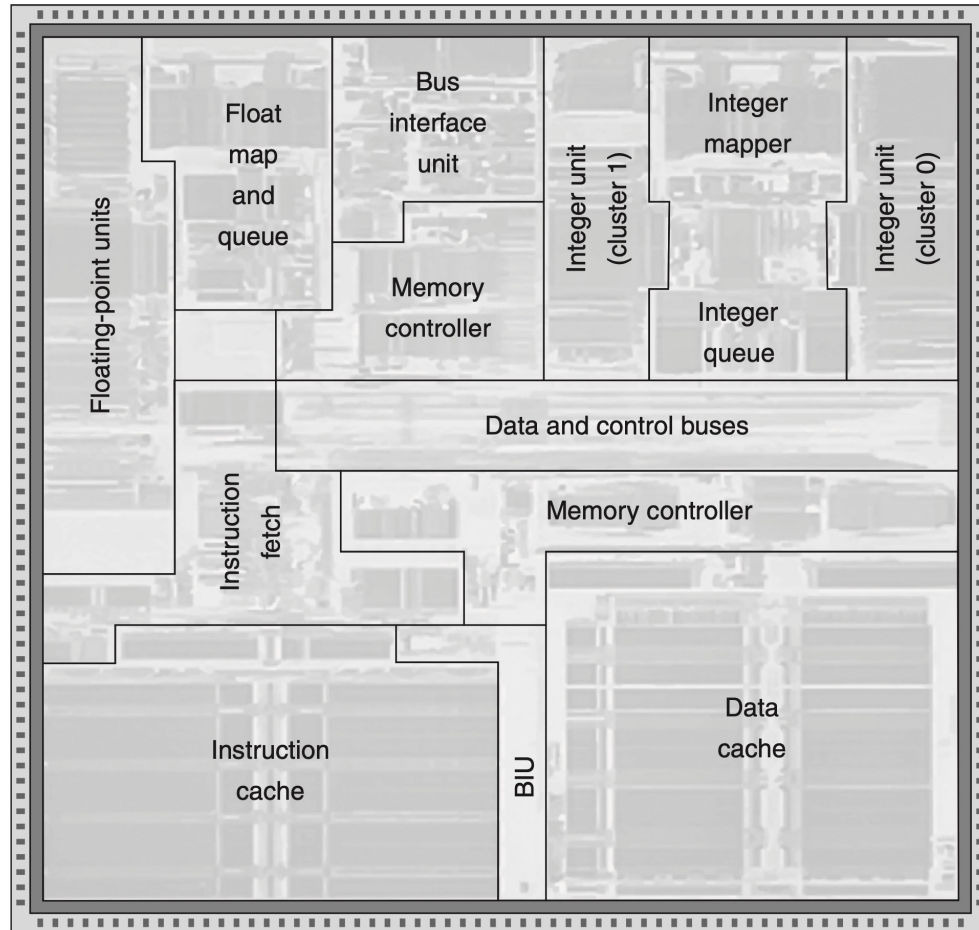 Floating-point units
Float
map
and
queue
Bus
interface
unit
Memory
controller
Integer unit
(cluster 1)
Integer
mapper
Integer
queue
Integer unit
(cluster 0)
Data and control buses
Instruction
fetch
Memory controller
Instruction
cache
BIU
Data
cache